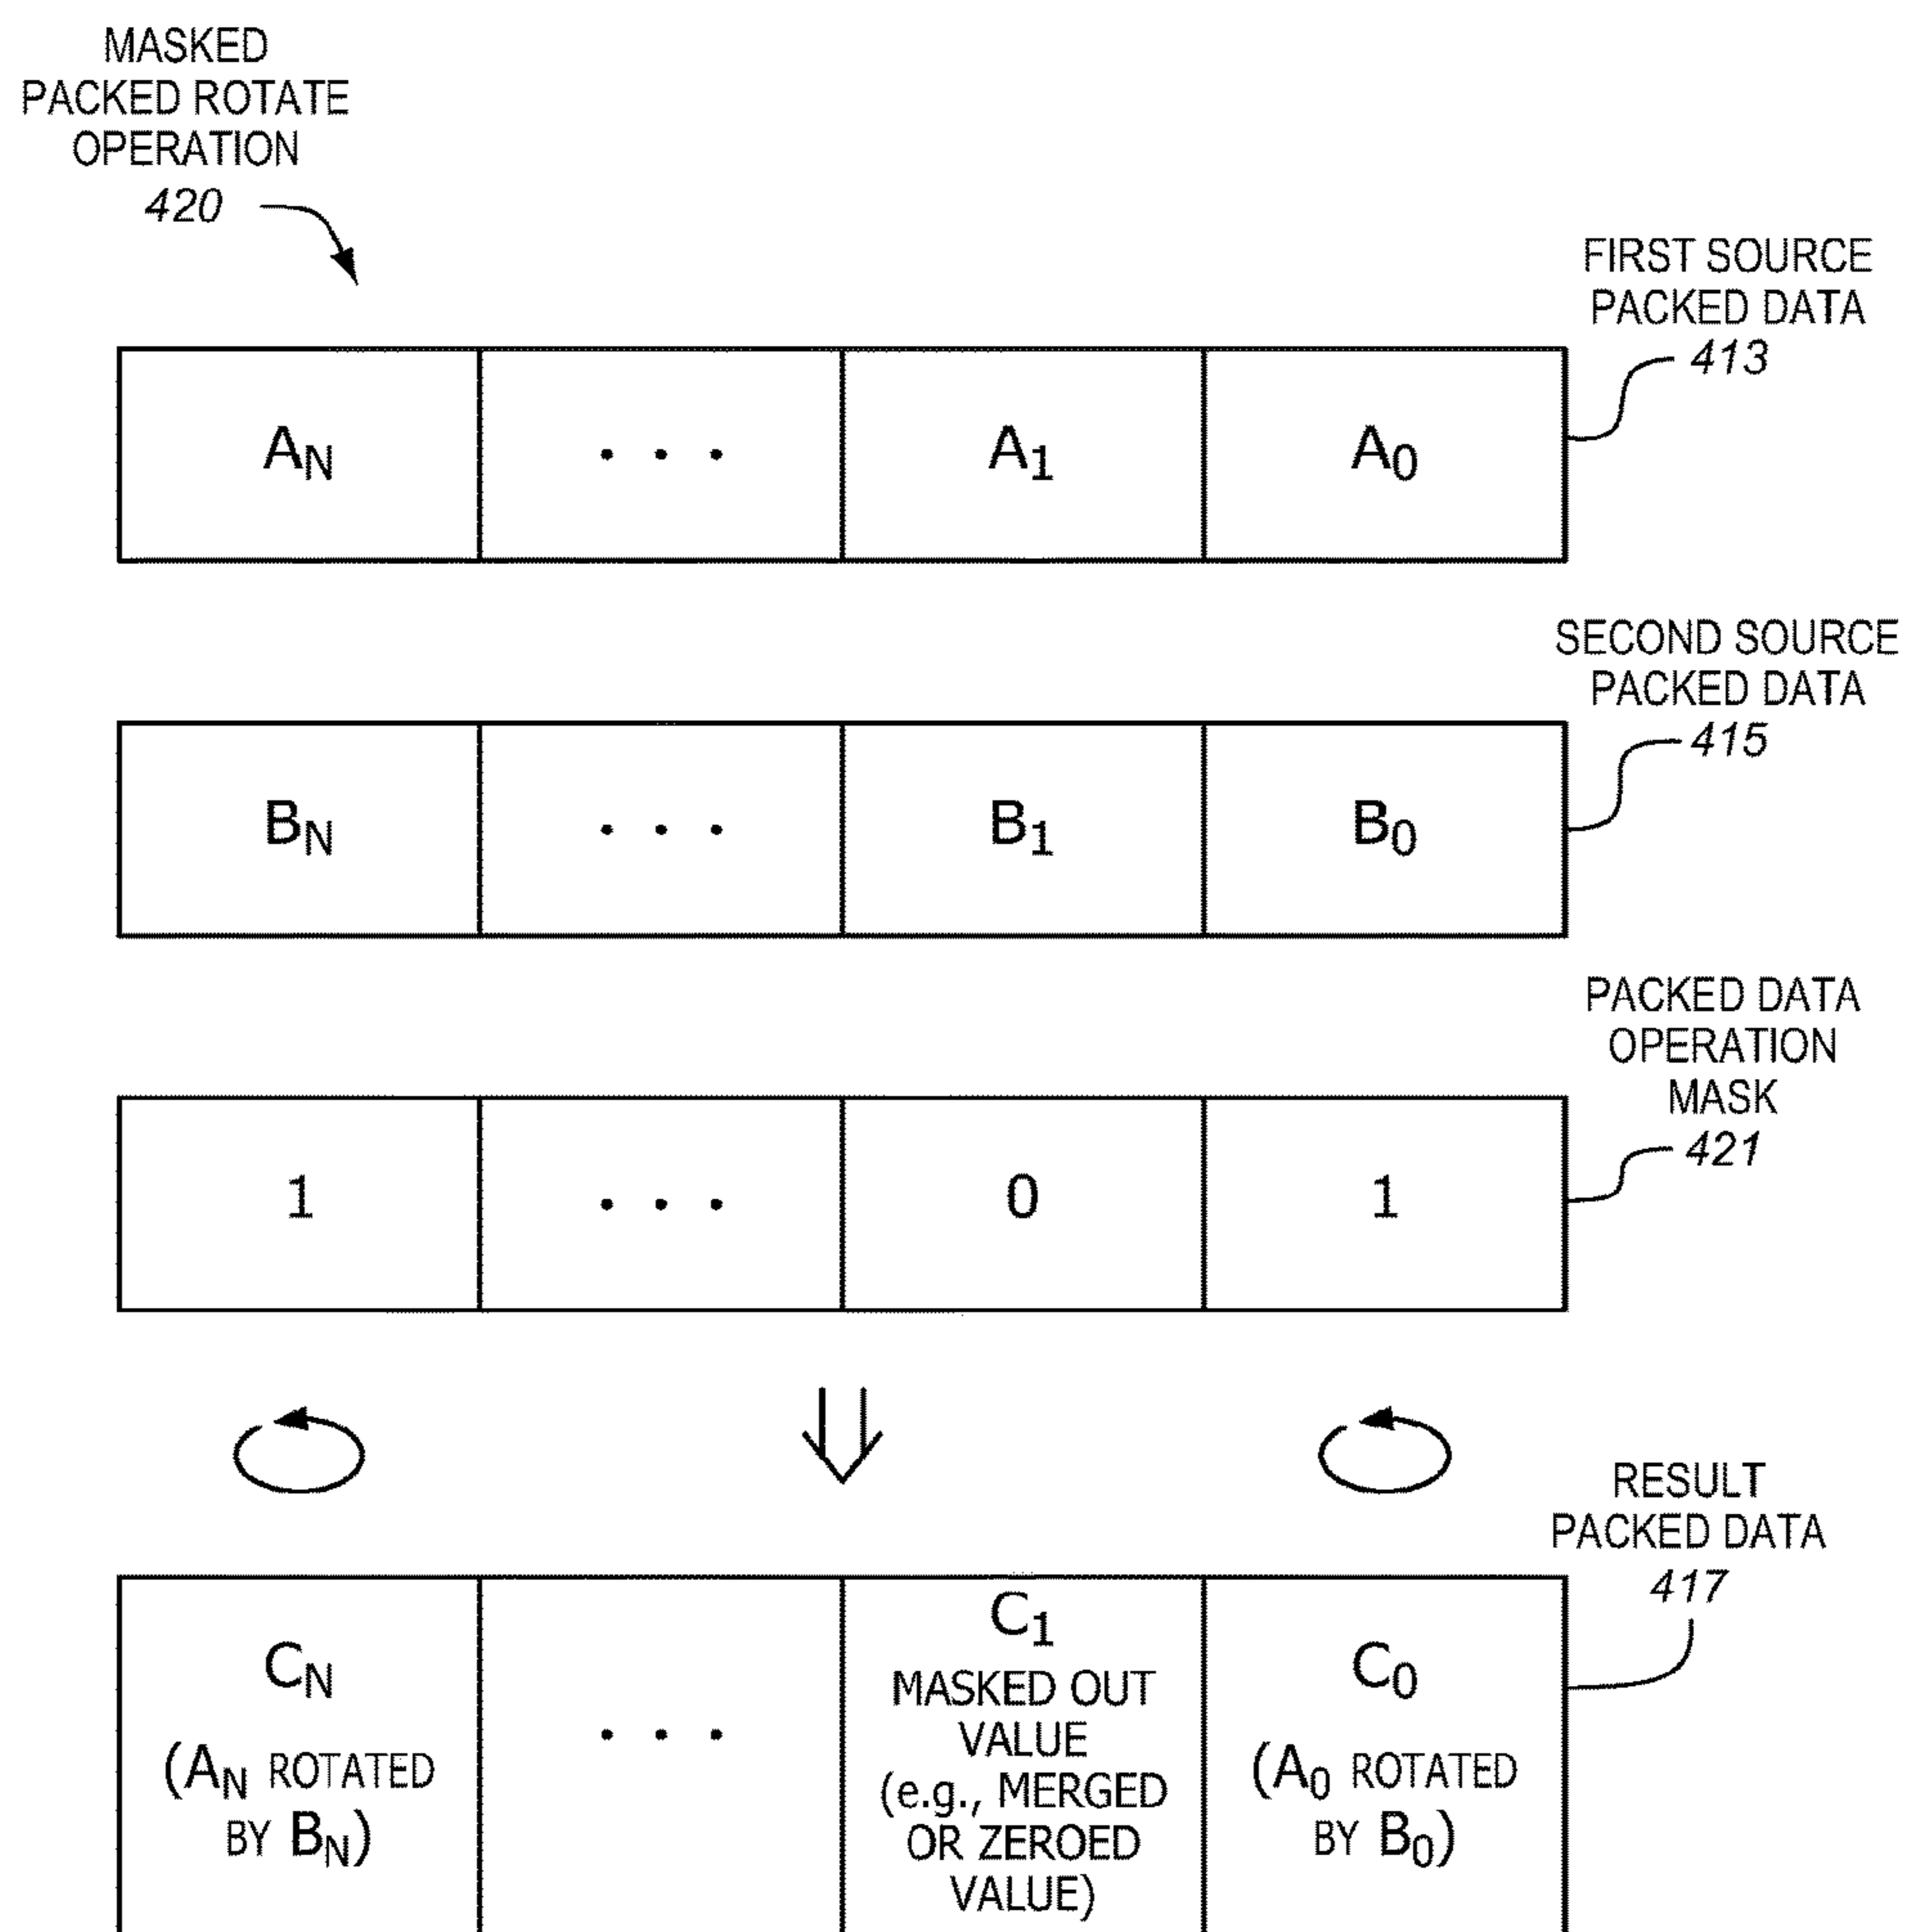 MASKED
PACKED ROTATE
OPERATION
420
FIRST SOURCE
PACKED DATA
413
A_N ... A_1 A_0
SECOND SOURCE
PACKED DATA
415
B_N ... B_1 B_0
PACKED DATA
OPERATION
MASK
421
1 ... 0 1
RESULT
PACKED DATA
417
C_N
(A_N ROTATED
BY B_N)
...
C_1
MASKED OUT
VALUE
(e.g., MERGED
OR ZEROED
VALUE)
C_0
(A_0 ROTATED
BY B_0)